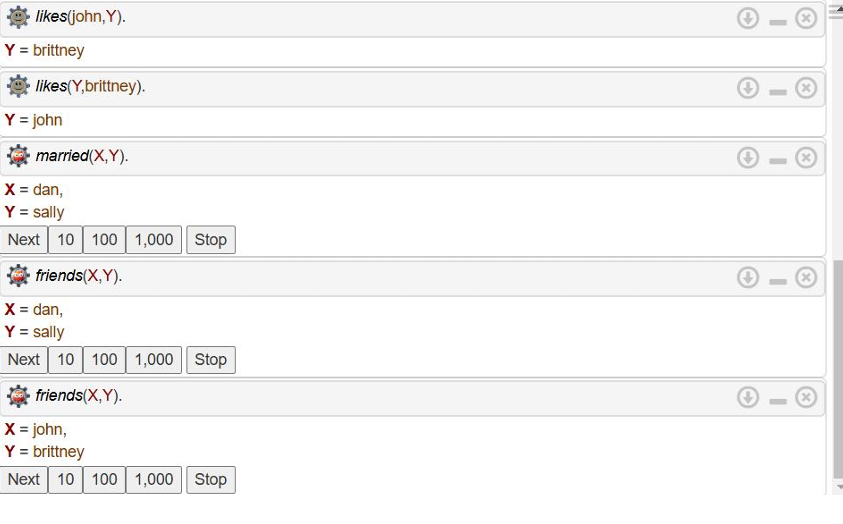 likes(john,Y).
Y = brittney
likes(Y,brittney).
Y = john
married(X,Y).
X = dan,
Y = sally
Next 10 100 1,000 Stop
friends(X,Y).
X = dan,
Y = sally
Next 10 100 1,000 Stop
friends(X,Y).
X = john,
Y = brittney
Next 10 100 1,000 Stop